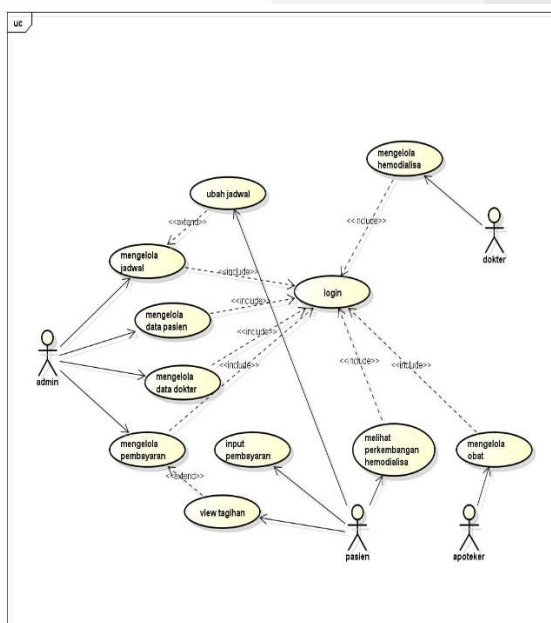 uc
mengelola
hemodialisa
ubah jadwal
<<include>>
<<extend>>
dokter
mengelola
jadwal
<<include>>
login
mengelola
data pasien
<<include>>
<<include>>
admin
mengelola
data dokter
<<include>>
<<include>>
<<include>>
mengelola
pembayaran
input
pembayaran
melihat
perkembangan
hemodialisa
mengelola
obat
<<extend>>
view tagihan
pasien
apoteker